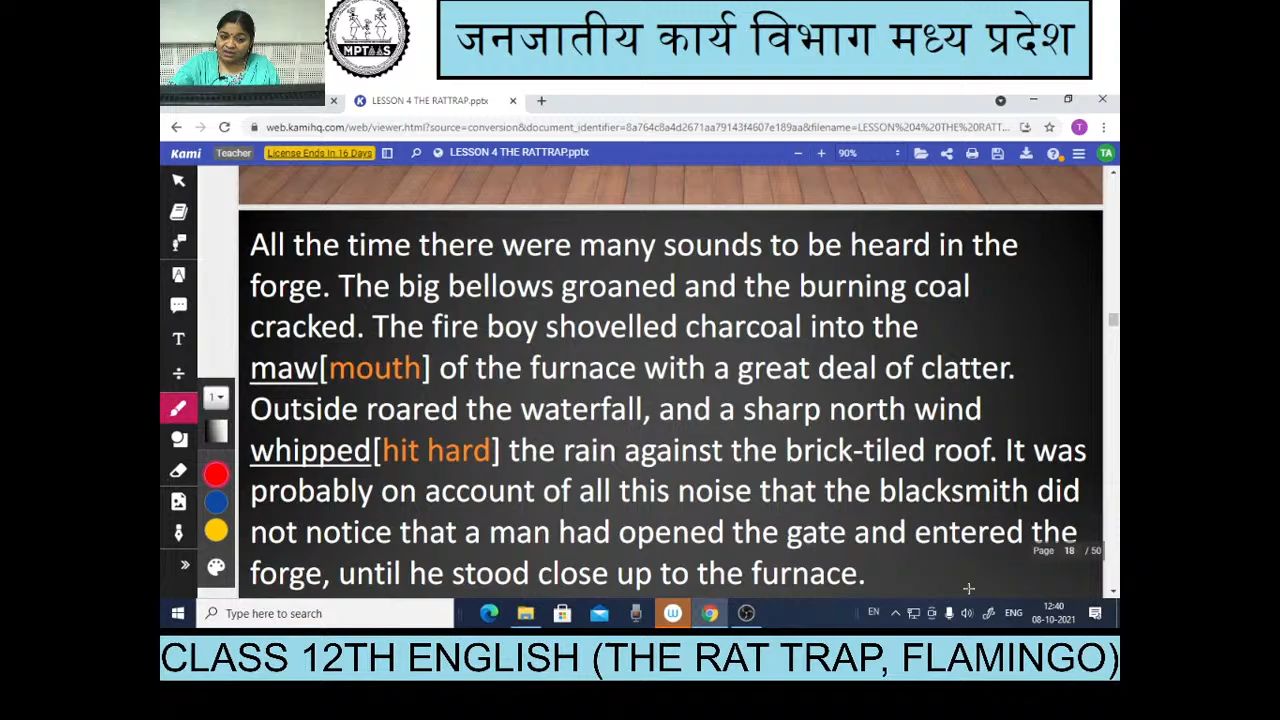 जनजातीय कार्य विभाग मध्य प्रदेश
MPTAAS
LESSON 4 THE RATTRAP.pptx
web.kamihq.com/web/viewer.html?source=conversion&document_identifier=8a764c8a4d2671aa79143f4607e189aa&filename=LESSON%204%20THE%20RATT...
Kami Teacher License Ends In 16 Days LESSON 4 THE RATTRAP.pptx 90% TA
All the time there were many sounds to be heard in the
forge. The big bellows groaned and the burning coal
cracked. The fire boy shovelled charcoal into the
maw[mouth] of the furnace with a great deal of clatter.
Outside roared the waterfall, and a sharp north wind
whipped[hit hard] the rain against the brick-tiled roof. It was
probably on account of all this noise that the blacksmith did
not notice that a man had opened the gate and entered the
Page 18 / 50
forge, until he stood close up to the furnace.
Type here to search EN ENG 12:40
08-10-2021
CLASS 12TH ENGLISH (THE RAT TRAP, FLAMINGO)